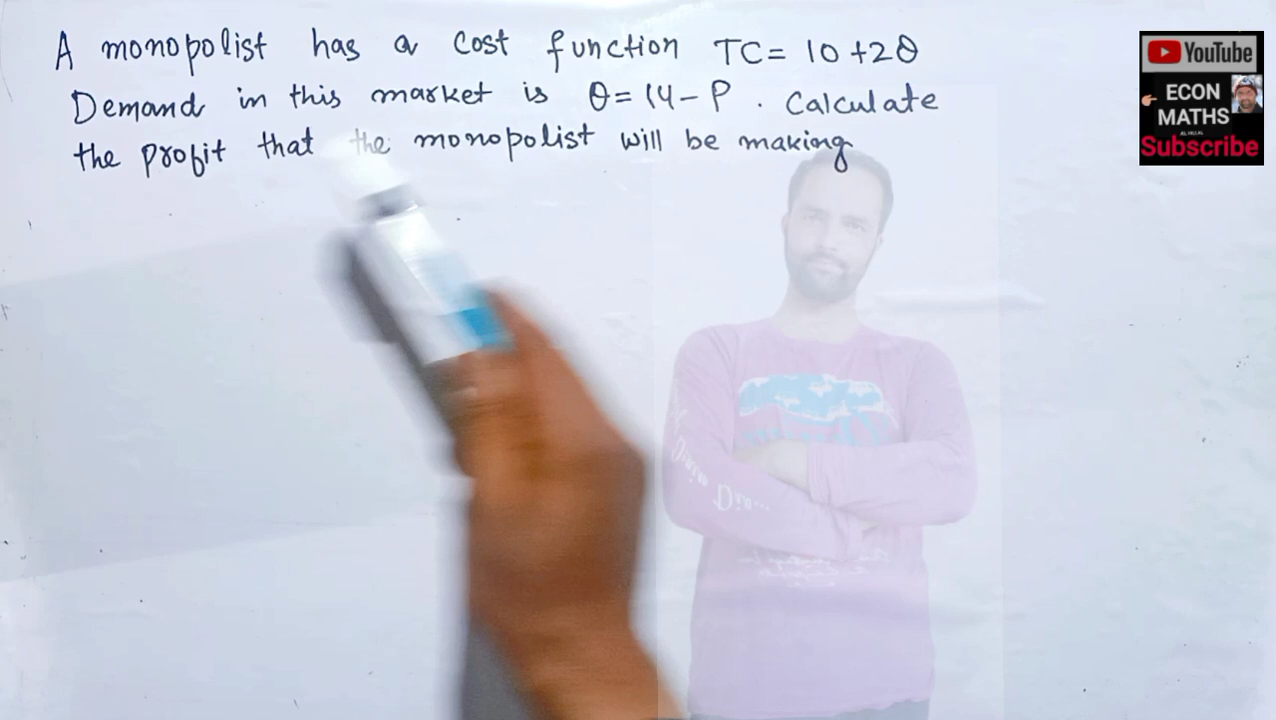 A monopolist has a cost function TC = 10 + 2θ
Demand in this market is θ = 14 - P . Calculate
the profit that the monopolist will be making
YouTube
ECON
MATHS
Subscribe